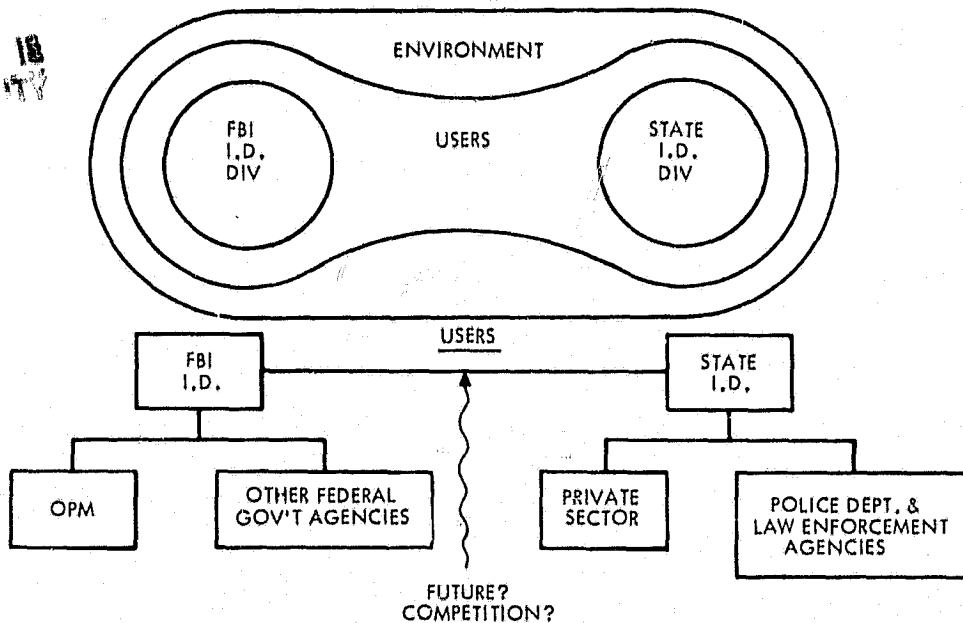 ENVIRONMENT
FBI
I.D.
DIV
USERS
STATE
I.D.
DIV
USERS
FBI
I.D.
STATE
I.D.
OPM
OTHER FEDERAL
GOV'T AGENCIES
PRIVATE
SECTOR
POLICE DEPT. &
LAW ENFORCEMENT
AGENCIES
FUTURE?
COMPETITION?